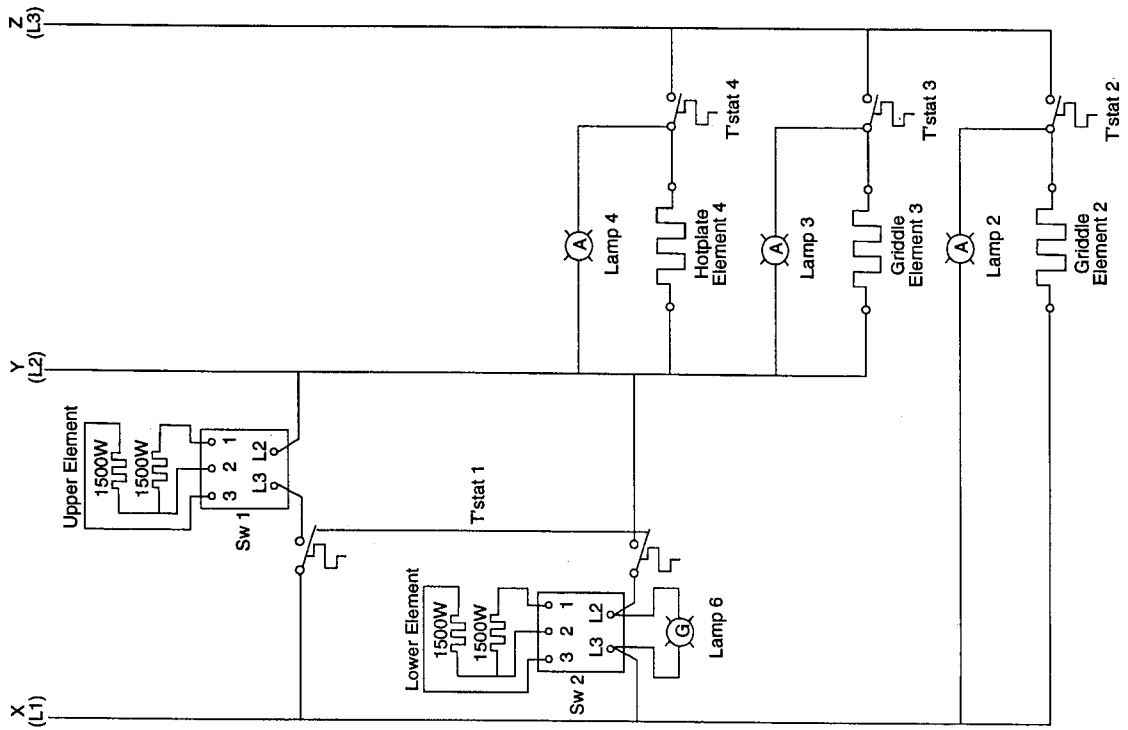 X
(L1)
Y
(L2)
Z
(L3)
Upper Element
1500W
1500W
3 2 1
L3 L2
Sw 1
T'stat 1
Lower Element
1500W
1500W
3 2 1
L3 L2
Sw 2
G
Lamp 6
A
Lamp 4
Hotplate
Element 4
T'stat 4
A
Lamp 3
Griddle
Element 3
T'stat 3
A
Lamp 2
Griddle
Element 2
T'stat 2